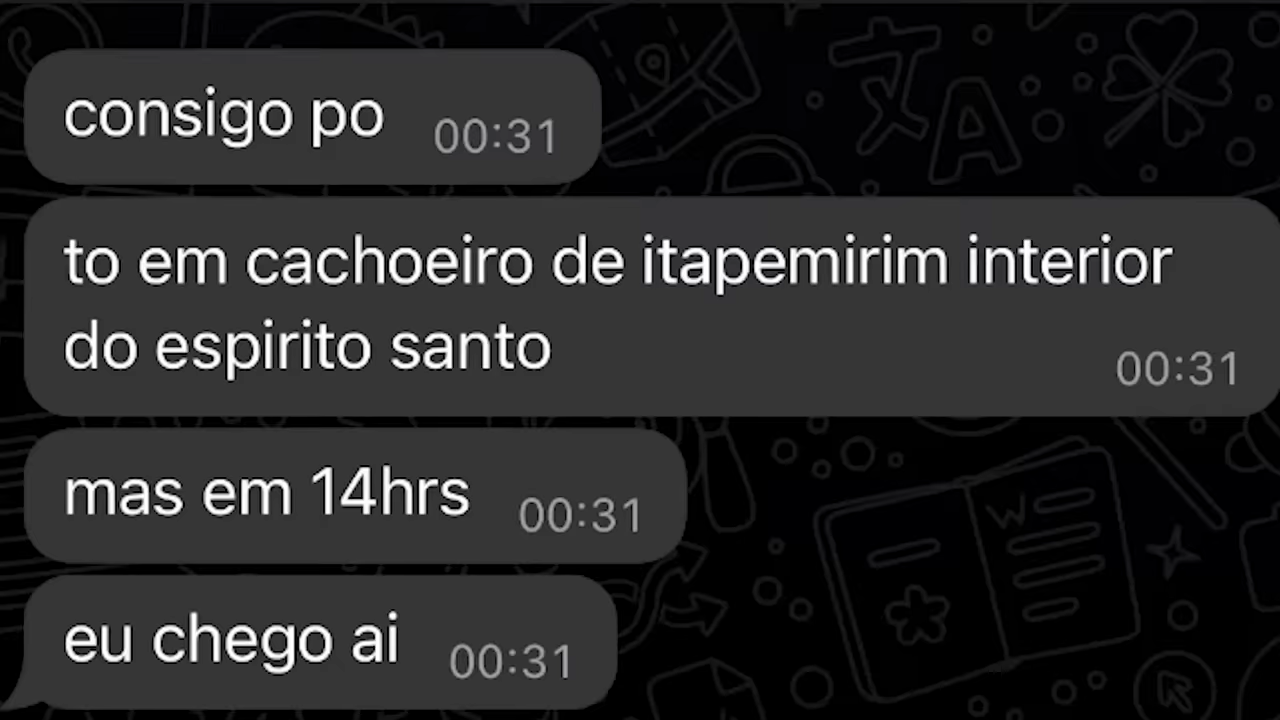 consigo po 00:31
to em cachoeiro de itapemirim interior
do espirito santo 00:31
mas em 14hrs 00:31
eu chego ai 00:31